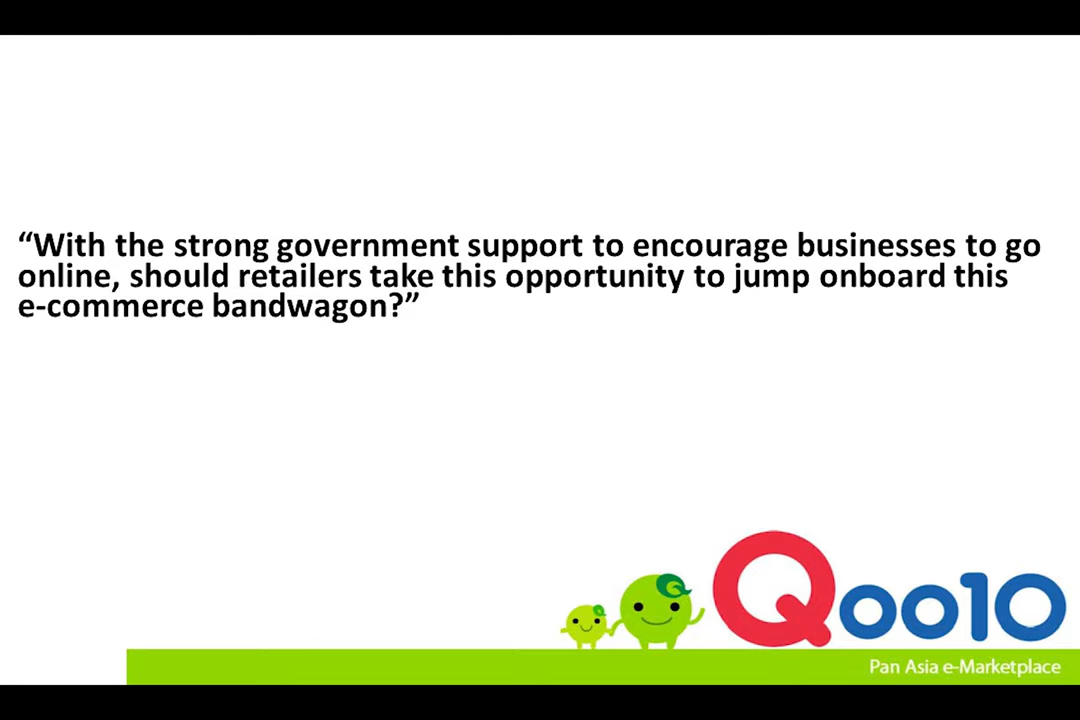 “With the strong government support to encourage businesses to go
online, should retailers take this opportunity to jump onboard this
e-commerce bandwagon?”
Qoo10
Pan Asia e-Marketplace